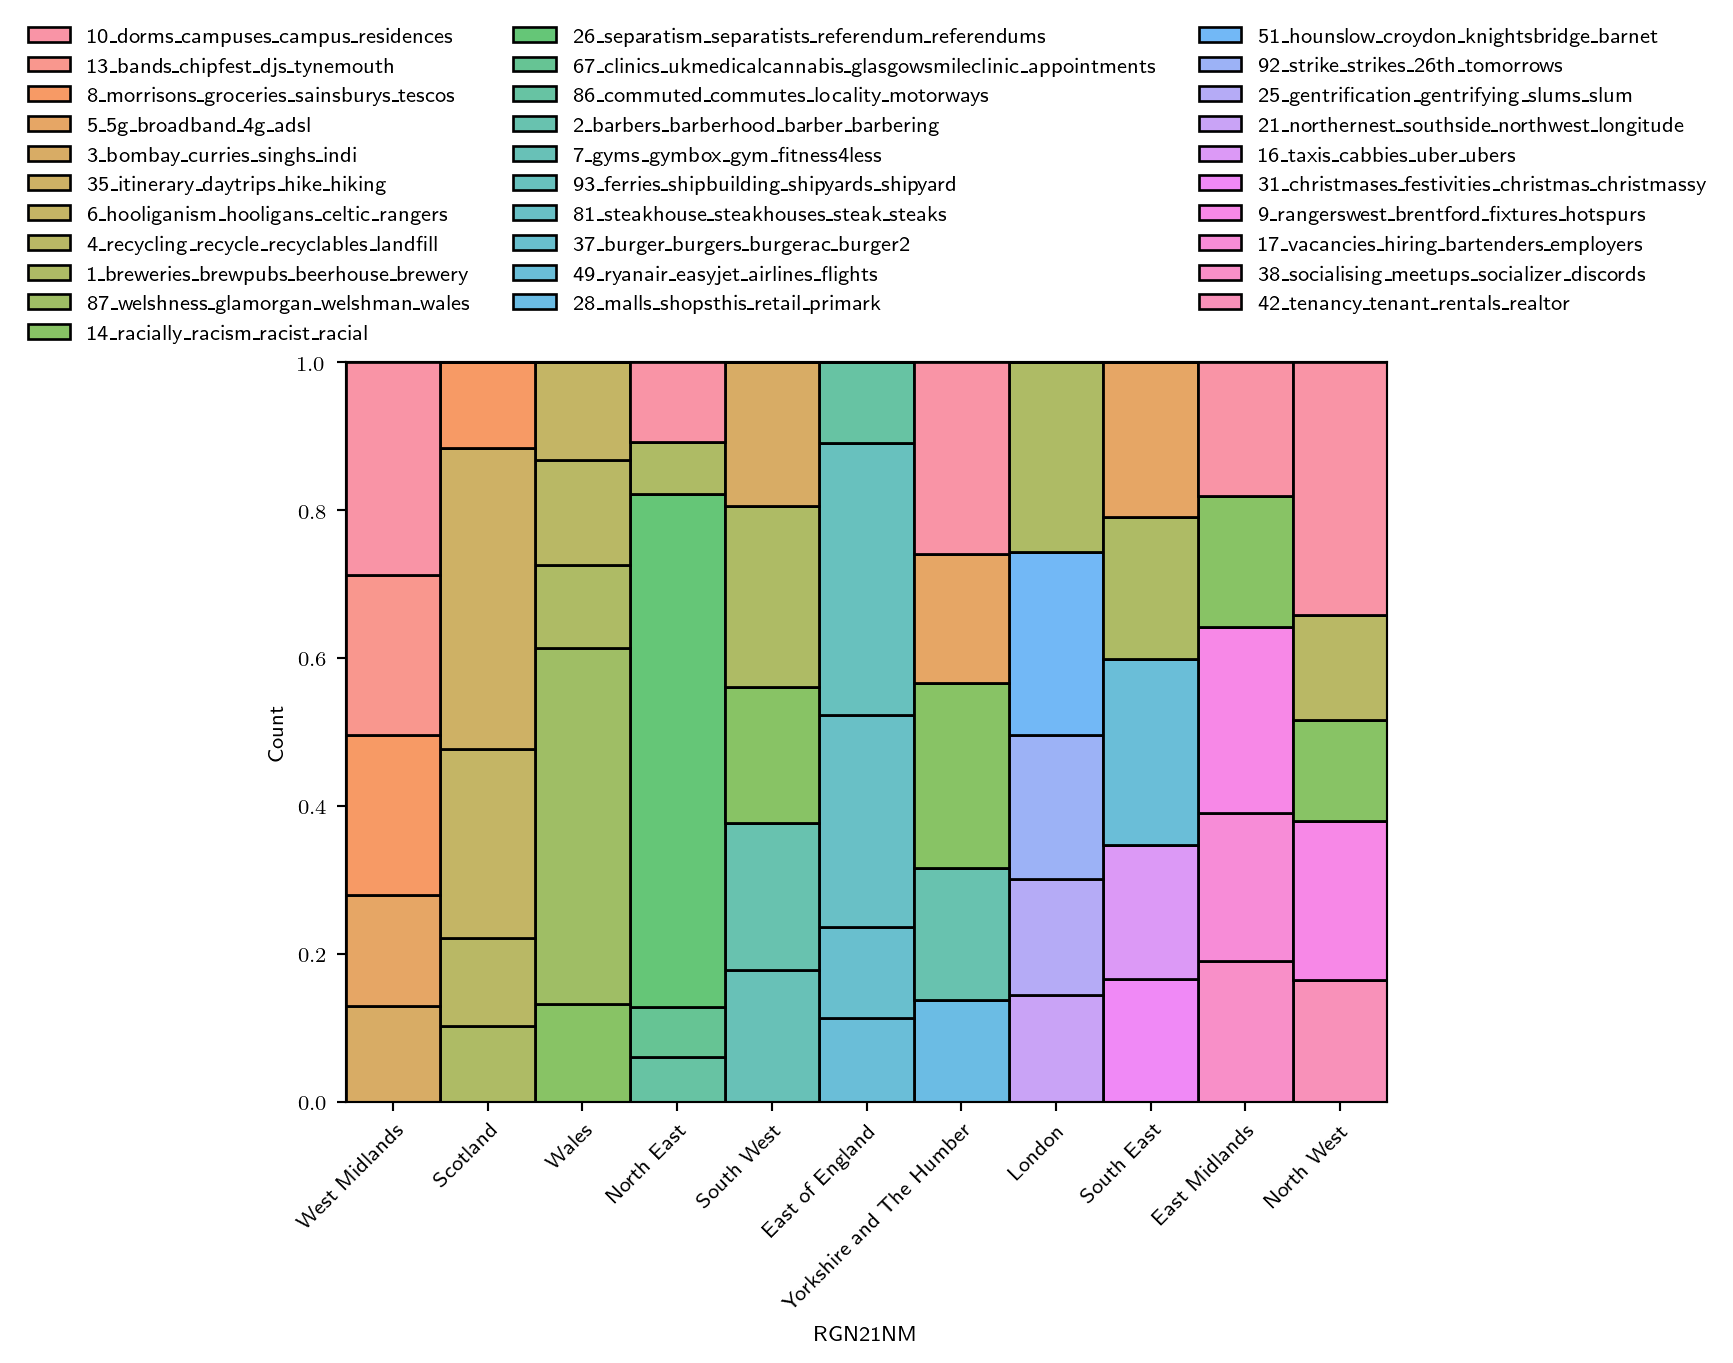 10_dorms_campuses_campus_residences
13_bands_chipfest_djs_tynemouth
8_morrisons_groceries_sainsburys_tescos
5_5g_broadband_4g_adsl
3_bombay_curries_singhs_indi
35_itinerary_daytrips_hike_hiking
6_hooliganism_hooligans_celtic_rangers
4_recycling_recycle_recyclables_landfill
1_breweries_brewpubs_beerhouse_brewery
87_welshness_glamorgan_welshman_wales
14_racially_racism_racist_racial
26_separatism_separatists_referendum_referendums
67_clinics_ukmedicalcannabis_glasgowsmileclinic_appointments
86_commuted_commutes_locality_motorways
2_barbers_barberhood_barber_barbering
7_gyms_gymbox_gym_fitness4less
93_ferries_shipbuilding_shipyards_shipyard
81_steakhouse_steakhouses_steak_steaks
37_burger_burgers_burgerac_burger2
49_ryanair_easyjet_airlines_flights
28_malls_shopsthis_retail_primark
51_hounslow_croydon_knightsbridge_barnet
92_strike_strikes_26th_tomorrows
25_gentrification_gentrifying_slums_slum
21_northernest_southside_northwest_longitude
16_taxis_cabbies_uber_ubers
31_christmases_festivities_christmas_christmassy
9_rangerswest_brentford_fixtures_hotspurs
17_vacancies_hiring_bartenders_employers
38_socialising_meetups_socializer_discords
42_tenancy_tenant_rentals_realtor
1.0
0.8
0.6
0.4
0.2
0.0
Count
West Midlands
Scotland
Wales
North East
South West
East of England
Yorkshire and The Humber
London
South East
East Midlands
North West
RGN21NM